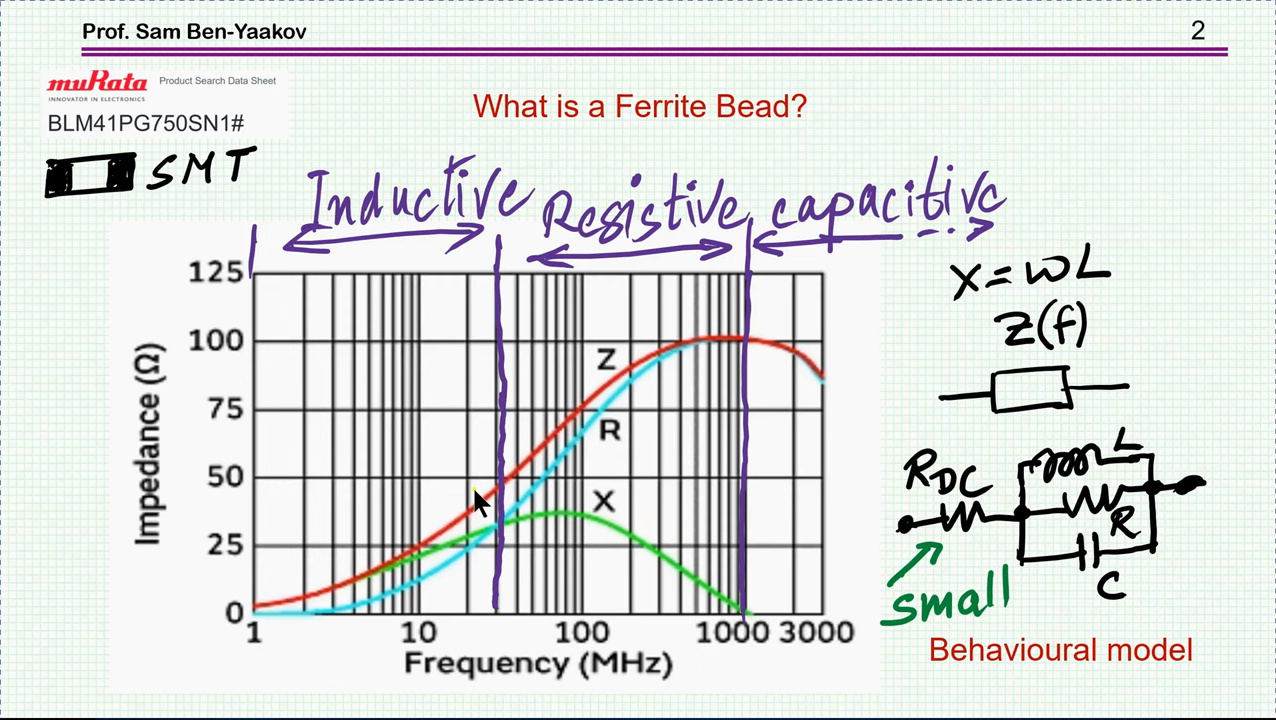 Prof. Sam Ben-Yaakov
2
muRata
INNOVATOR IN ELECTRONICS
Product Search Data Sheet
BLM41PG750SN1#
What is a Ferrite Bead?
SMT
Inductive
Resistive
capacitive
125
100
75
50
25
0
Impedance (Ω)
Z
R
X
1
10
100
1000
3000
Frequency (MHz)
X=ωL
Z(f)
RDC
L
R
C
small
Behavioural model